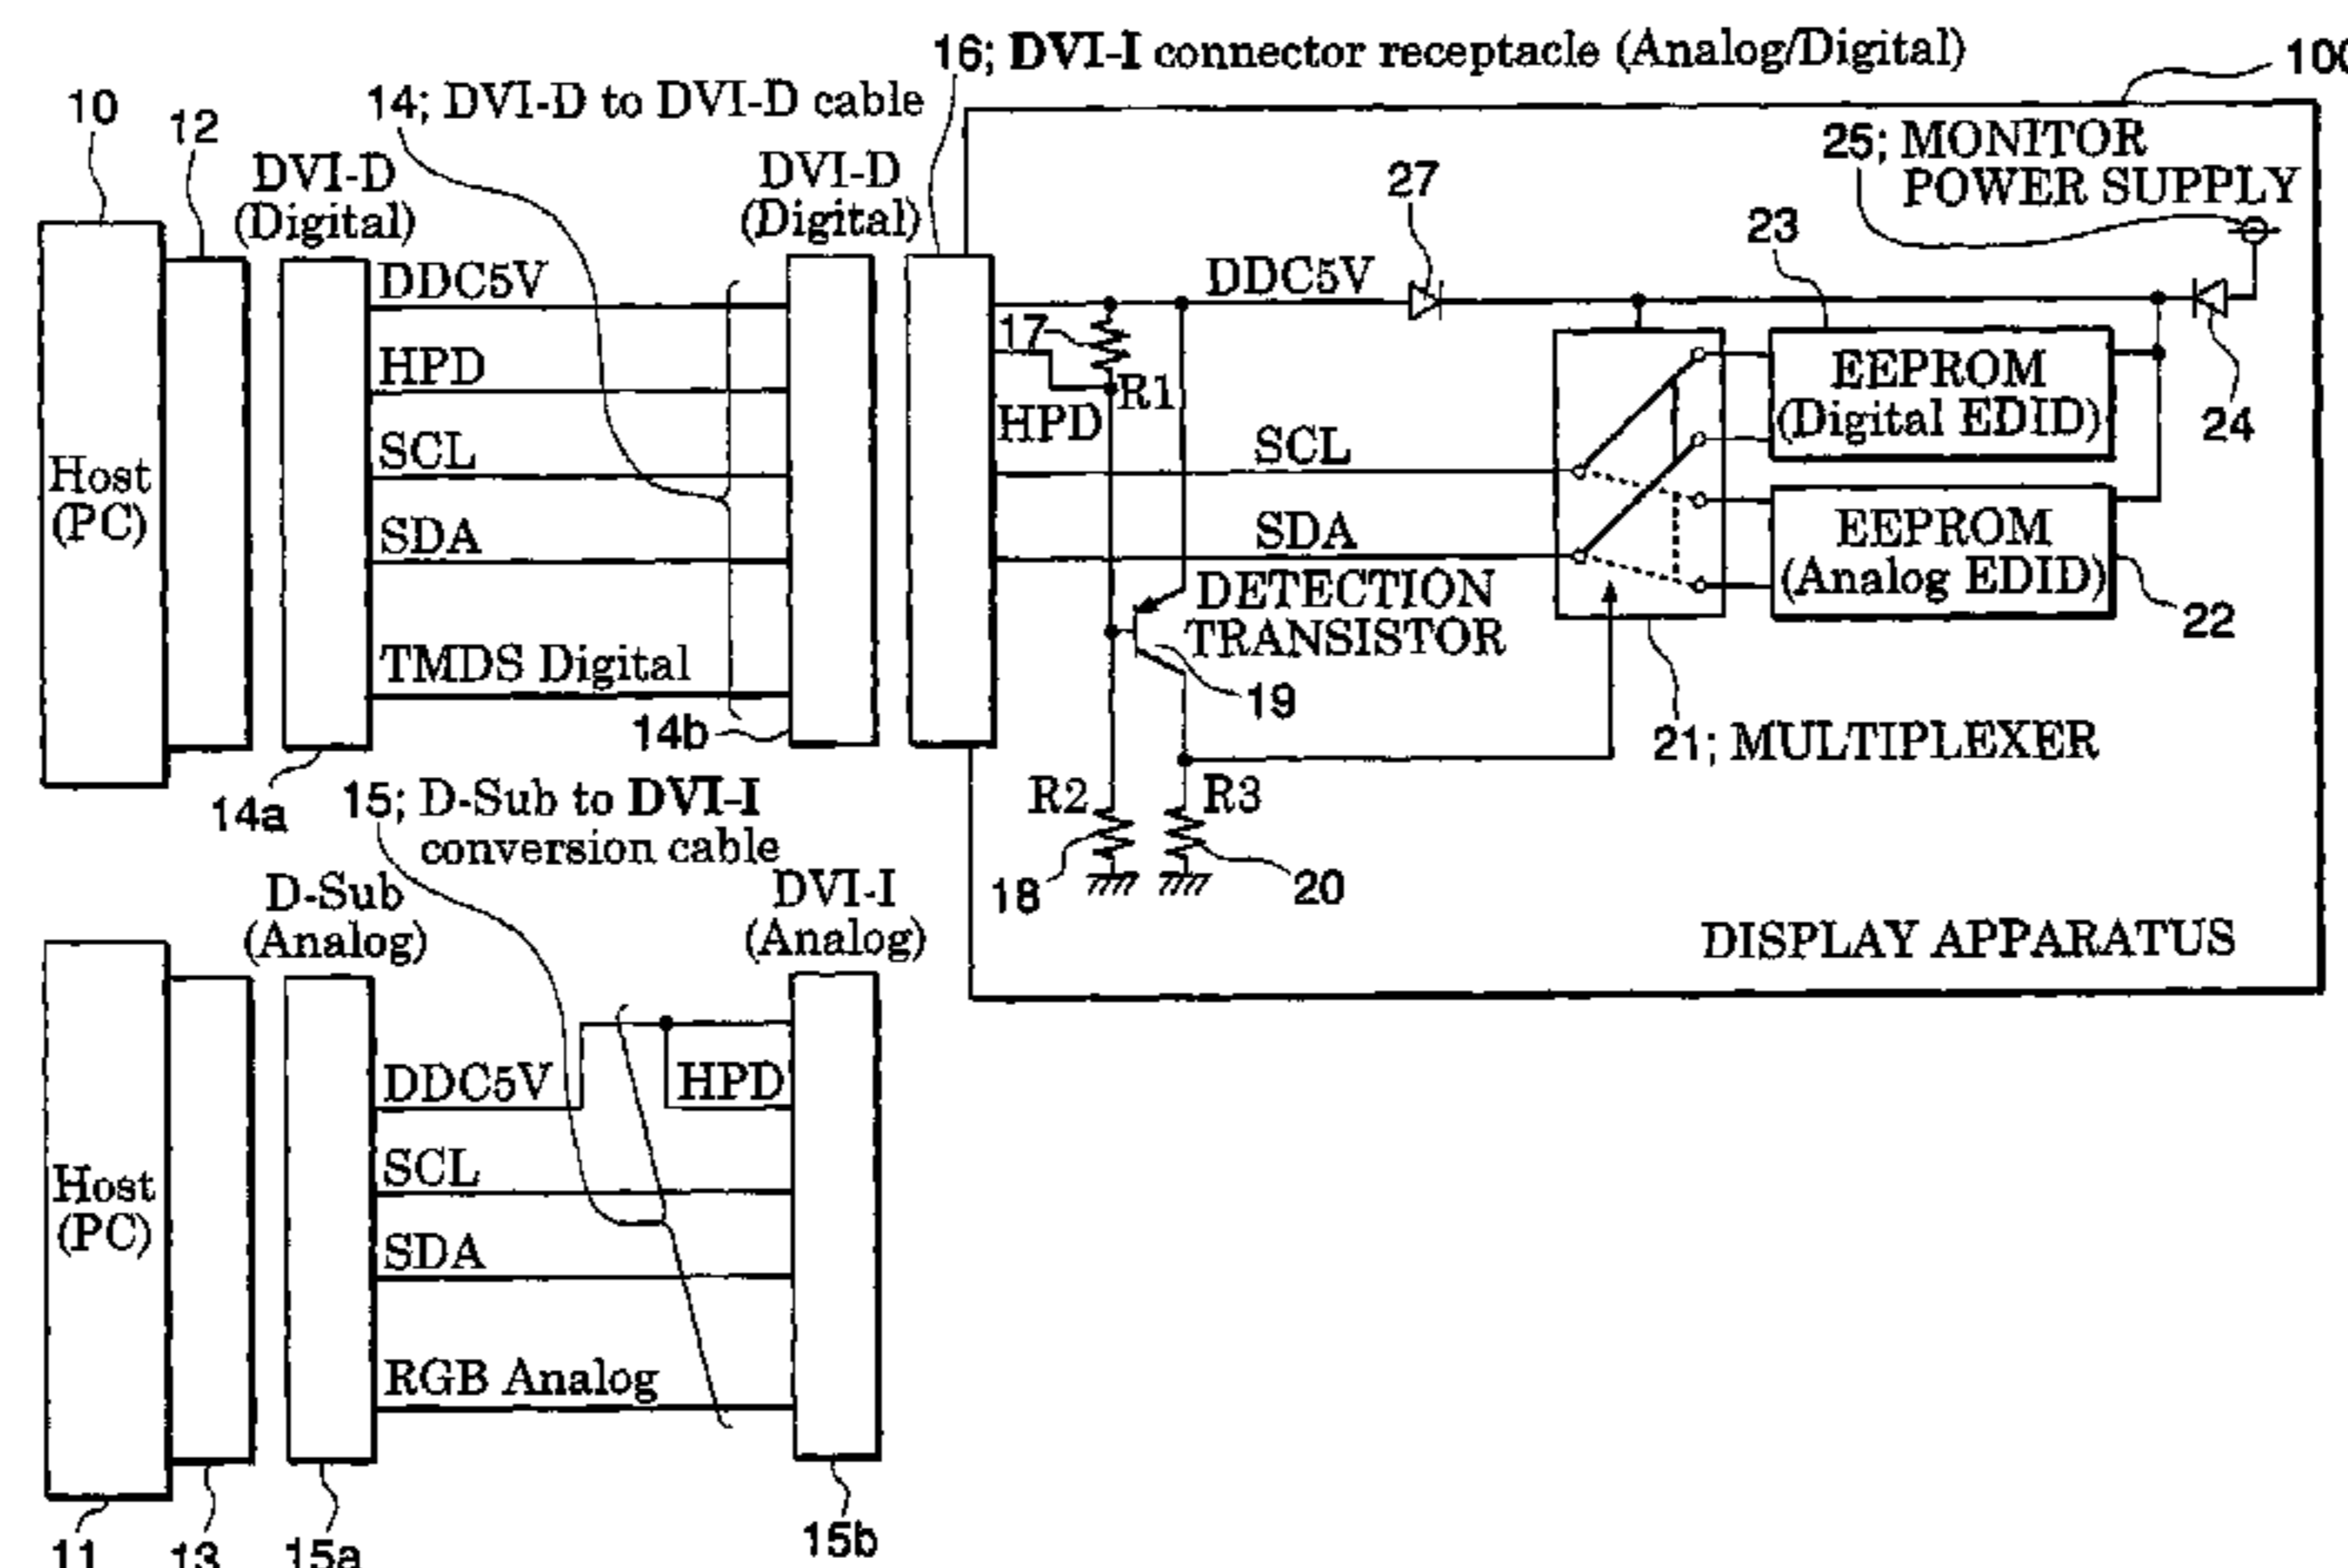 16; DVI-I connector receptacle (Analog/Digital)
100
10
12
14; DVI-D to DVI-D cable
25; MONITOR
POWER SUPPLY
DVI-D
(Digital)
DVI-D
(Digital)
27
23
DDC5V
HPD
SCL
SDA
TMDS Digital
Host
(PC)
14a
14b
DDC5V
17
R1
HPD
SCL
SDA
EEPROM
(Digital EDID)
24
EEPROM
(Analog EDID)
22
DETECTION
TRANSISTOR
19
21; MULTIPLEXER
R2
R3
18
20
DISPLAY APPARATUS
15; D-Sub to DVI-I
conversion cable
D-Sub
(Analog)
DVI-I
(Analog)
DDC5V
HPD
SCL
SDA
RGB Analog
Host
(PC)
11
13
15a
15b